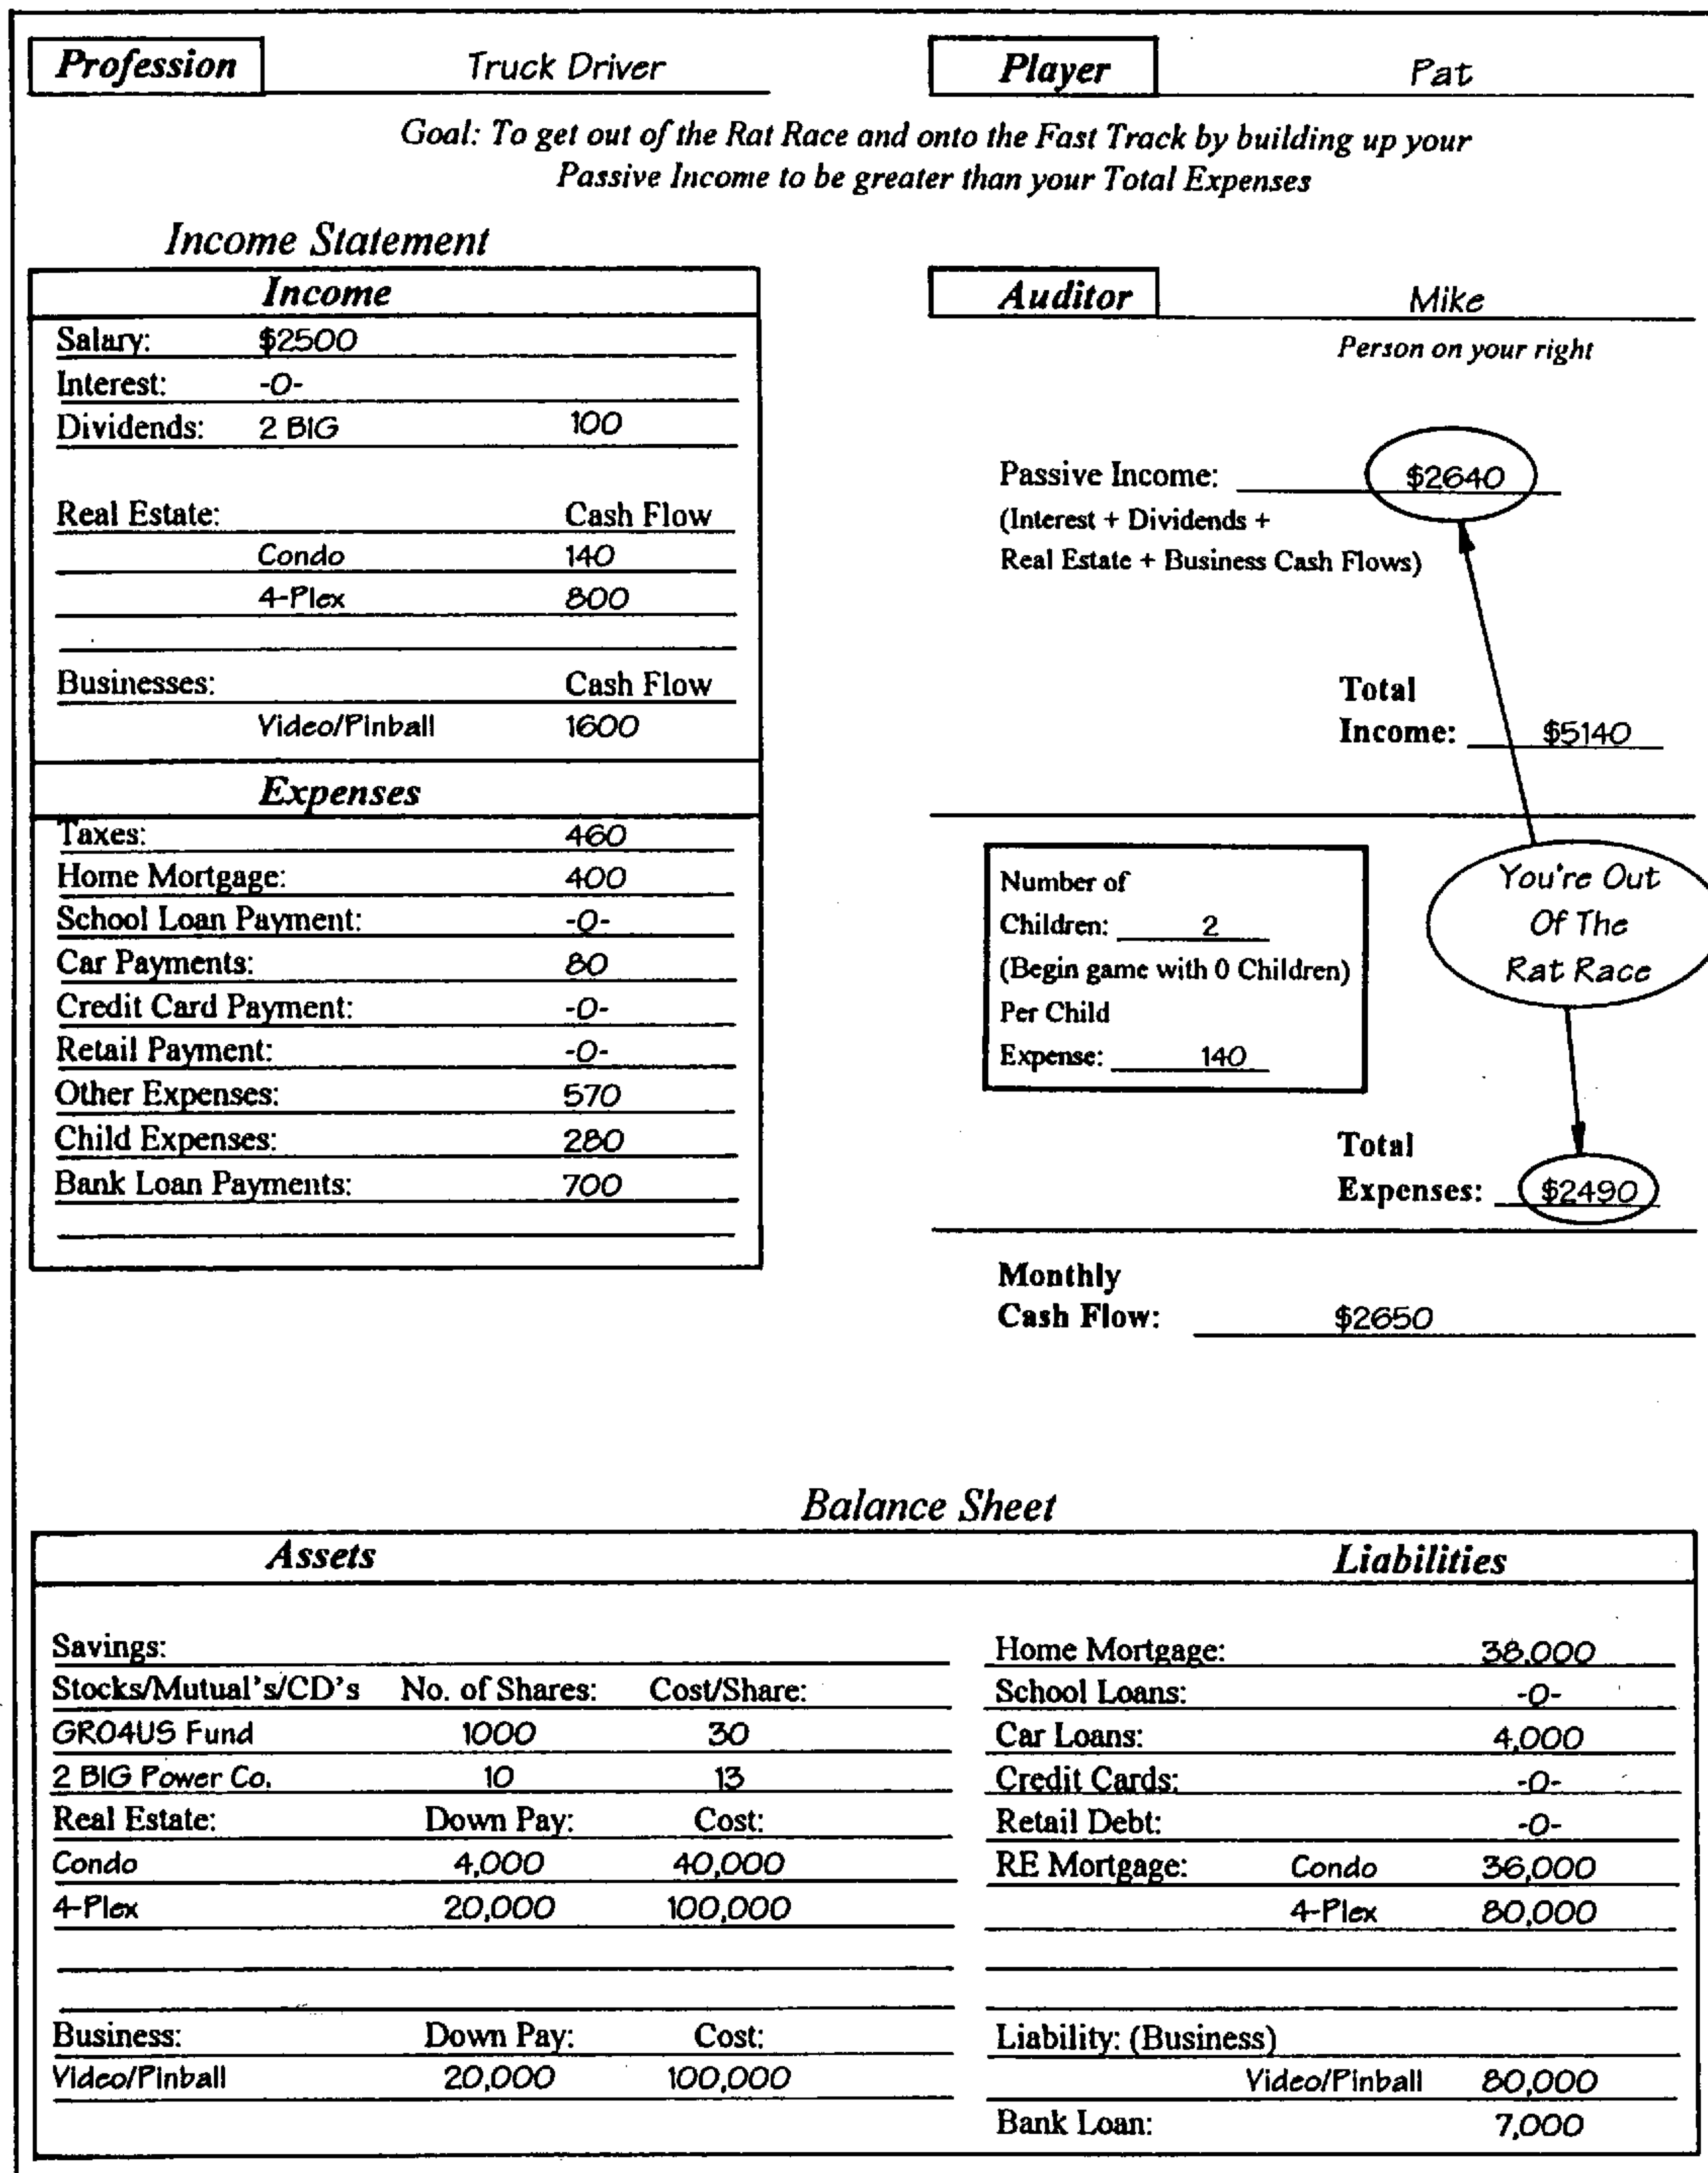 Profession Truck Driver Player Pat
Goal: To get out of the Rat Race and onto the Fast Track by building up your
Passive Income to be greater than your Total Expenses
Income Statement
Income
Salary: $2500
Interest: -0-
Dividends: 2 BIG 100
Real Estate: Cash Flow
Condo 140
4-Plex 800
Businesses: Cash Flow
Video/Pinball 1600
Expenses
Taxes: 460
Home Mortgage: 400
School Loan Payment: -0-
Car Payments: 80
Credit Card Payment: -0-
Retail Payment: -0-
Other Expenses: 570
Child Expenses: 280
Bank Loan Payments: 700
Auditor Mike
Person on your right
Passive Income: $2640
(Interest + Dividends +
Real Estate + Business Cash Flows)
Total
Income: $5140
Number of
Children: 2
(Begin game with 0 Children)
Per Child
Expense: 140
You're Out
Of The
Rat Race
Total
Expenses: $2490
Monthly
Cash Flow: $2650
Balance Sheet
Assets
Savings:
Stocks/Mutual's/CD's No. of Shares: Cost/Share:
GRO4US Fund 1000 30
2 BIG Power Co. 10 13
Real Estate: Down Pay: Cost:
Condo 4,000 40,000
4-Plex 20,000 100,000
Business: Down Pay: Cost:
Video/Pinball 20,000 100,000
Liabilities
Home Mortgage: 38,000
School Loans: -0-
Car Loans: 4,000
Credit Cards: -0-
Retail Debt: -0-
RE Mortgage: Condo 36,000
4-Plex 80,000
Liability: (Business)
Video/Pinball 80,000
Bank Loan: 7,000